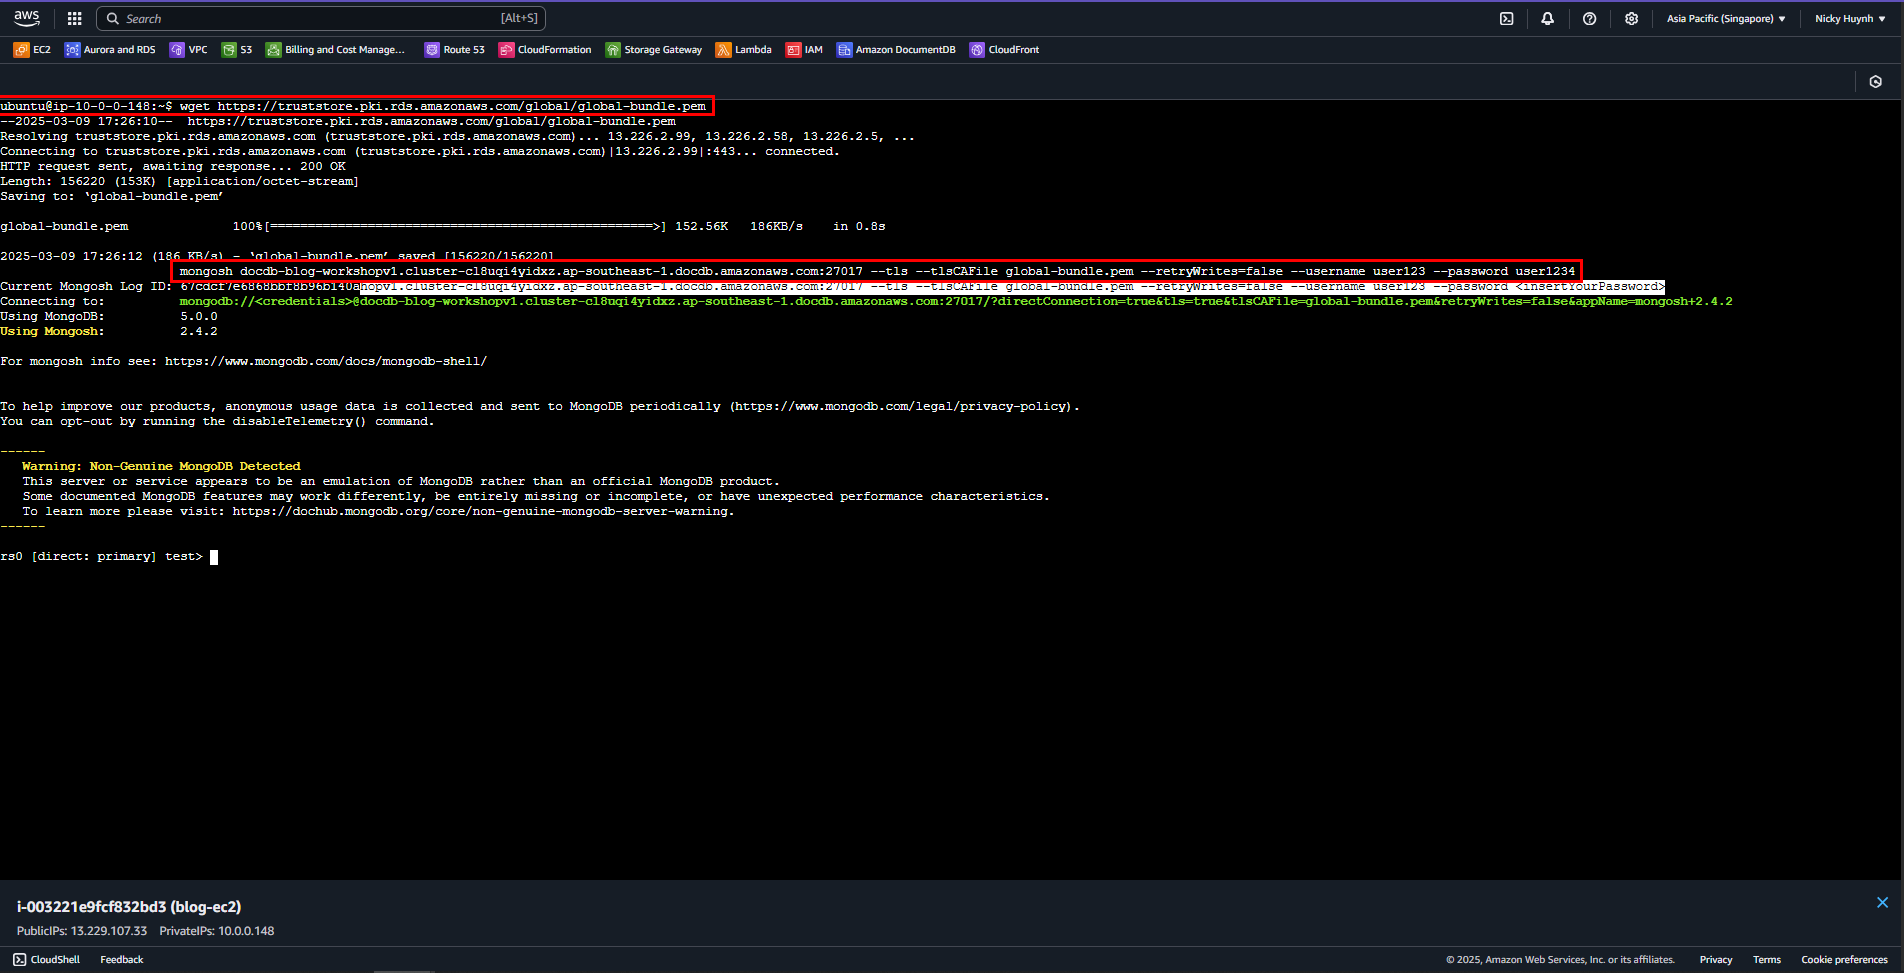 aws
Search [Alt+S]
Asia Pacific (Singapore) ▼ Nicky Huynh ▼
EC2 Aurora and RDS VPC S3 Billing and Cost Manage... Route 53 CloudFormation Storage Gateway Lambda IAM Amazon DocumentDB CloudFront
ubuntu@ip-10-0-0-148:~$ wget https://truststore.pki.rds.amazonaws.com/global/global-bundle.pem
--2025-03-09 17:26:10-- https://truststore.pki.rds.amazonaws.com/global/global-bundle.pem
Resolving truststore.pki.rds.amazonaws.com (truststore.pki.rds.amazonaws.com)... 13.226.2.99, 13.226.2.58, 13.226.2.5, ...
Connecting to truststore.pki.rds.amazonaws.com (truststore.pki.rds.amazonaws.com)|13.226.2.99|:443... connected.
HTTP request sent, awaiting response... 200 OK
Length: 156220 (153K) [application/octet-stream]
Saving to: ‘global-bundle.pem’
global-bundle.pem 100%[===================================================>] 152.56K 186KB/s in 0.8s
2025-03-09 17:26:12 (186 KB/s) - ‘global-bundle.pem’ saved [156220/156220]
mongosh docdb-blog-workshopv1.cluster-cl8uqi4yidxz.ap-southeast-1.docdb.amazonaws.com:27017 --tls --tlsCAFile global-bundle.pem --retryWrites=false --username user123 --password user1234
Current Mongosh Log ID: hopv1.cluster-cl8uqi4yidxz.ap-southeast-1.docdb.amazonaws.com:27017 --tls --tlsCAFile global-bundle.pem --retryWrites=false --username user123 --password <insertYourPassword>
Connecting to: mongodb://<credentials>@docdb-blog-workshopv1.cluster-cl8uqi4yidxz.ap-southeast-1.docdb.amazonaws.com:27017/?directConnection=true&tls=true&tlsCAFile=global-bundle.pem&retryWrites=false&appName=mongosh+2.4.2
Using MongoDB: 5.0.0
Using Mongosh: 2.4.2
For mongosh info see: https://www.mongodb.com/docs/mongodb-shell/
To help improve our products, anonymous usage data is collected and sent to MongoDB periodically (https://www.mongodb.com/legal/privacy-policy).
You can opt-out by running the disableTelemetry() command.
------
Warning: Non-Genuine MongoDB Detected
This server or service appears to be an emulation of MongoDB rather than an official MongoDB product.
Some documented MongoDB features may work differently, be entirely missing or incomplete, or have unexpected performance characteristics.
To learn more please visit: https://dochub.mongodb.org/core/non-genuine-mongodb-server-warning.
------
rs0 [direct: primary] test>
i-003221e9fcf832bd3 (blog-ec2)
PublicIPs: 13.229.107.33 PrivateIPs: 10.0.0.148
CloudShell Feedback © 2025, Amazon Web Services, Inc. or its affiliates. Privacy Terms Cookie preferences